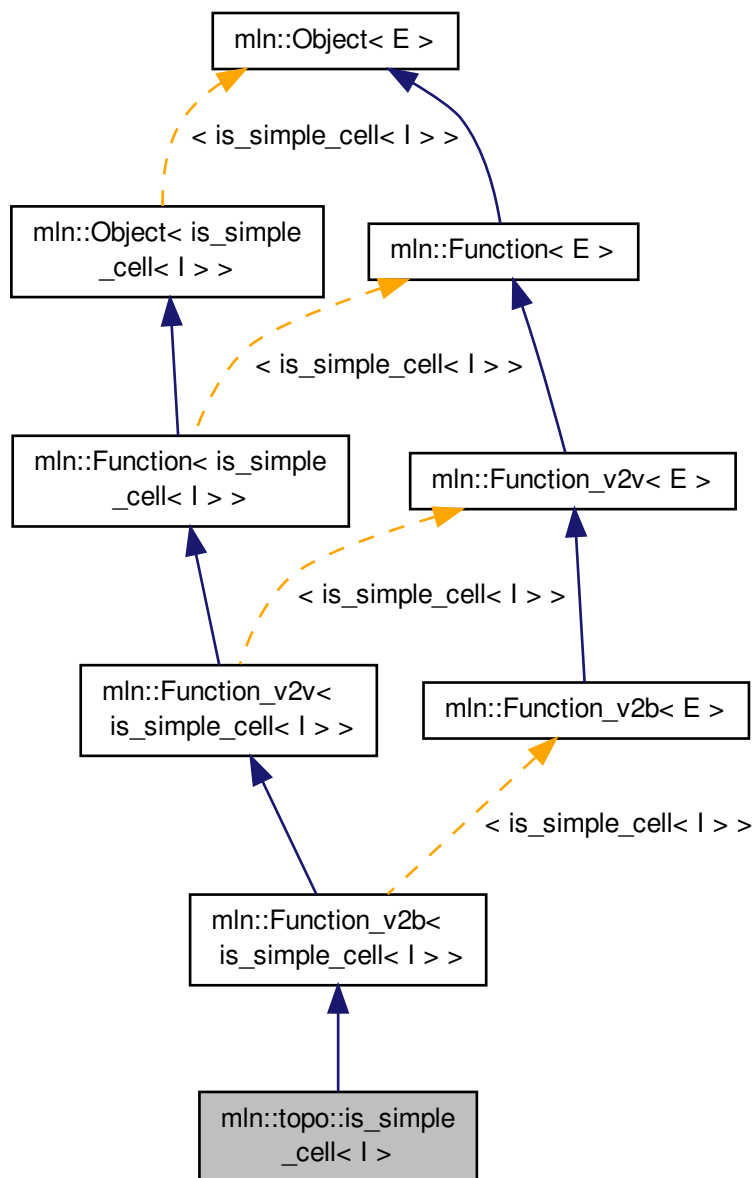 mln::Object< E >
< is_simple_cell< I > >
mln::Object< is_simple
_cell< I > >
mln::Function< E >
< is_simple_cell< I > >
mln::Function< is_simple
_cell< I > >
mln::Function_v2v< E >
< is_simple_cell< I > >
mln::Function_v2v<
is_simple_cell< I > >
mln::Function_v2b< E >
< is_simple_cell< I > >
mln::Function_v2b<
is_simple_cell< I > >
mln::topo::is_simple
_cell< I >